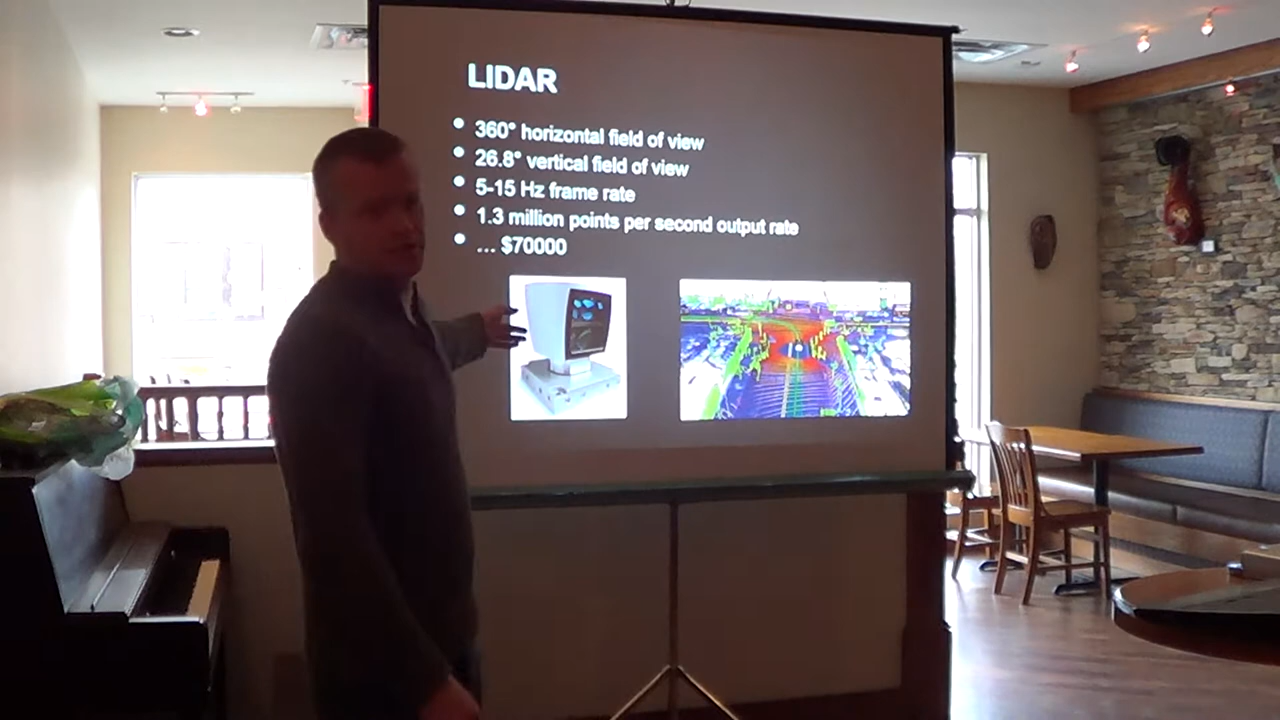 LIDAR
360° horizontal field of view
26.8° vertical field of view
5-15 Hz frame rate
1.3 million points per second output rate
... $70000